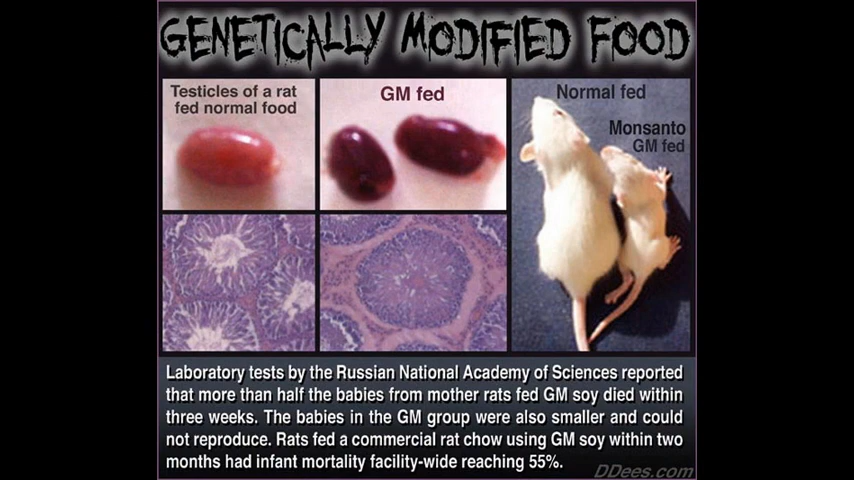 GENETICALLY MODIFIED FOOD
Testicles of a rat
fed normal food
GM fed
Normal fed
Monsanto
GM fed
Laboratory tests by the Russian National Academy of Sciences reported
that more than half the babies from mother rats fed GM soy died within
three weeks. The babies in the GM group were also smaller and could
not reproduce. Rats fed a commercial rat chow using GM soy within two
months had infant mortality facility-wide reaching 55%.
DDees.com